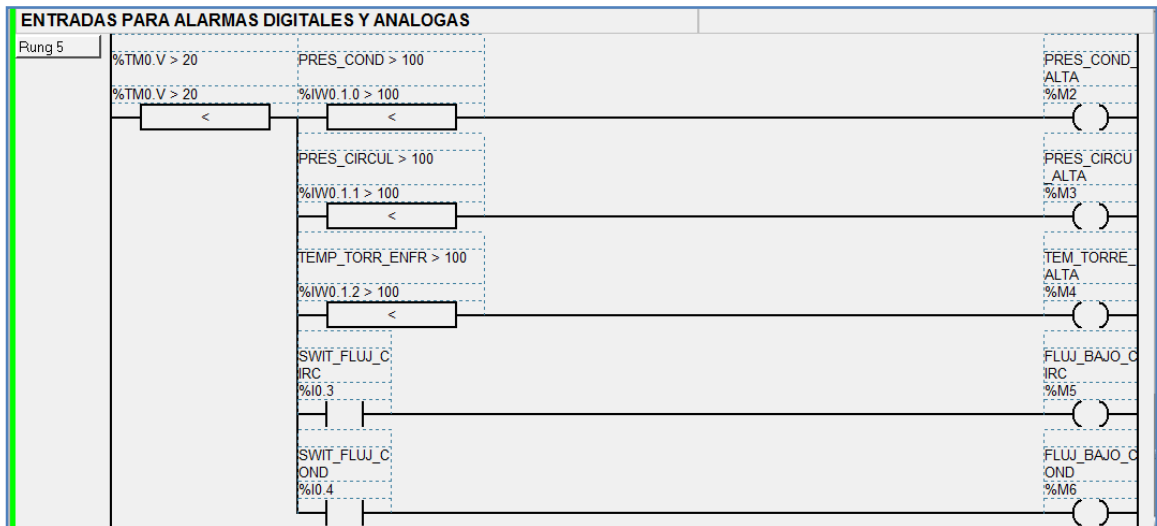 ENTRADAS PARA ALARMAS DIGITALES Y ANALOGAS
Rung 5
%TM0.V > 20
PRES_COND > 100
PRES_COND_
ALTA
%TM0.V > 20
%IW0.1.0 > 100
%M2
<
<
PRES_CIRCUL > 100
PRES_CIRCU
_ALTA
%IW0.1.1 > 100
%M3
<
TEMP_TORR_ENFR > 100
TEM_TORRE_
ALTA
%IW0.1.2 > 100
%M4
<
SWIT_FLUJ_C
IRC
FLUJ_BAJO_C
IRC
%I0.3
%M5
SWIT_FLUJ_C
OND
FLUJ_BAJO_C
OND
%I0.4
%M6